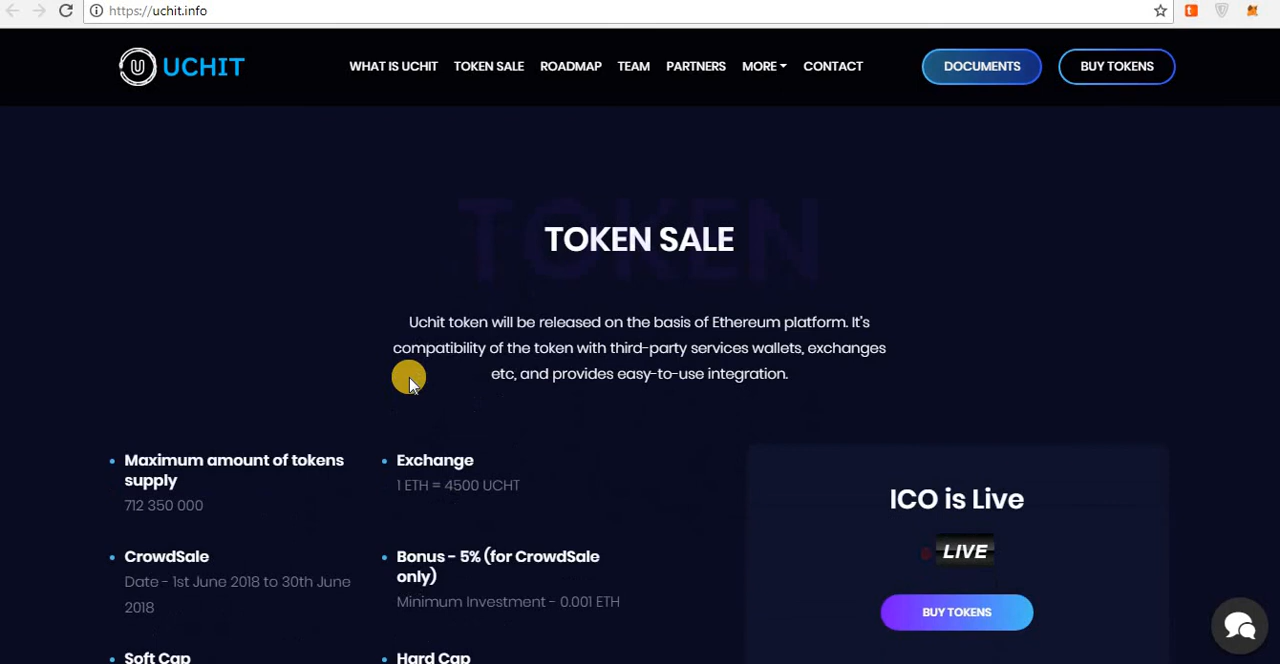 https://uchit.info
UCHIT
WHAT IS UCHIT TOKEN SALE ROADMAP TEAM PARTNERS MORE CONTACT DOCUMENTS BUY TOKENS
TOKEN
TOKEN SALE
Uchit token will be released on the basis of Ethereum platform. It's
compatibility of the token with third-party services wallets, exchanges
etc, and provides easy-to-use integration.
Maximum amount of tokens
supply
712 350 000
Exchange
1 ETH = 4500 UCHT
CrowdSale
Date - 1st June 2018 to 30th June
2018
Bonus - 5% (for CrowdSale
only)
Minimum Investment - 0.001 ETH
Soft Cap
Hard Cap
ICO is Live
LIVE
BUY TOKENS